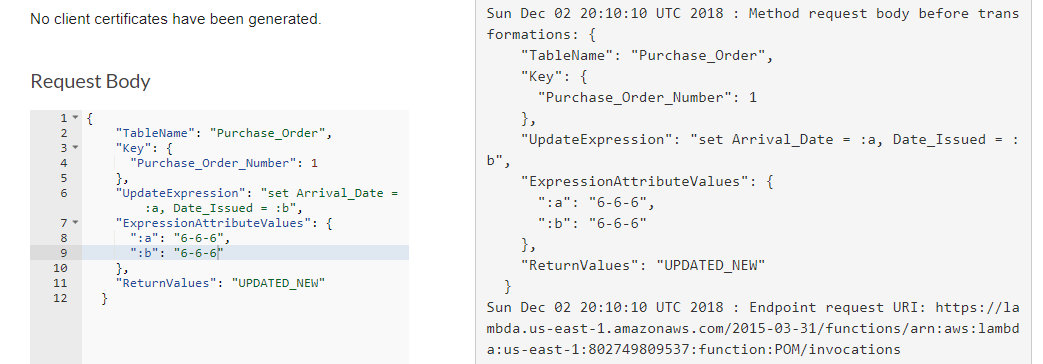 No client certificates have been generated.
Request Body
1 {
2 "TableName": "Purchase_Order",
3 "Key": {
4 "Purchase_Order_Number": 1
5 },
6 "UpdateExpression": "set Arrival_Date =
:a, Date_Issued = :b",
7 "ExpressionAttributeValues": {
8 ":a": "6-6-6",
9 ":b": "6-6-6"
10 },
11 "ReturnValues": "UPDATED_NEW"
12 }
Sun Dec 02 20:10:10 UTC 2018 : Method request body before trans
formations: {
"TableName": "Purchase_Order",
"Key": {
"Purchase_Order_Number": 1
},
"UpdateExpression": "set Arrival_Date = :a, Date_Issued = :
b",
"ExpressionAttributeValues": {
":a": "6-6-6",
":b": "6-6-6"
},
"ReturnValues": "UPDATED_NEW"
}
Sun Dec 02 20:10:10 UTC 2018 : Endpoint request URI: https://la
mbda.us-east-1.amazonaws.com/2015-03-31/functions/arn:aws:lambd
a:us-east-1:802749809537:function:POM/invocations